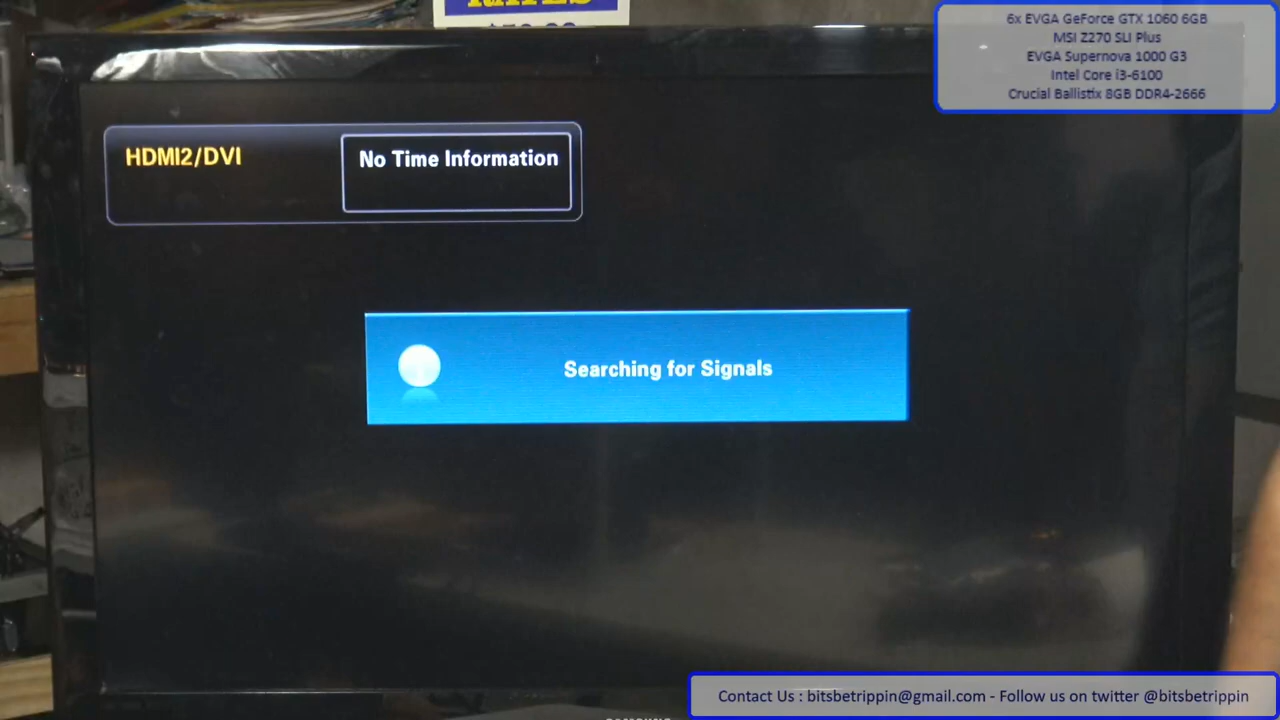 6x EVGA GeForce GTX 1060 6GB
MSI Z270 SLI Plus
EVGA Supernova 1000 G3
Intel Core i3-6100
Crucial Ballistix 8GB DDR4-2666
HDMI2/DVI
No Time Information
Searching for Signals
Contact Us : bitsbetrippin@gmail.com - Follow us on twitter @bitsbetrippin